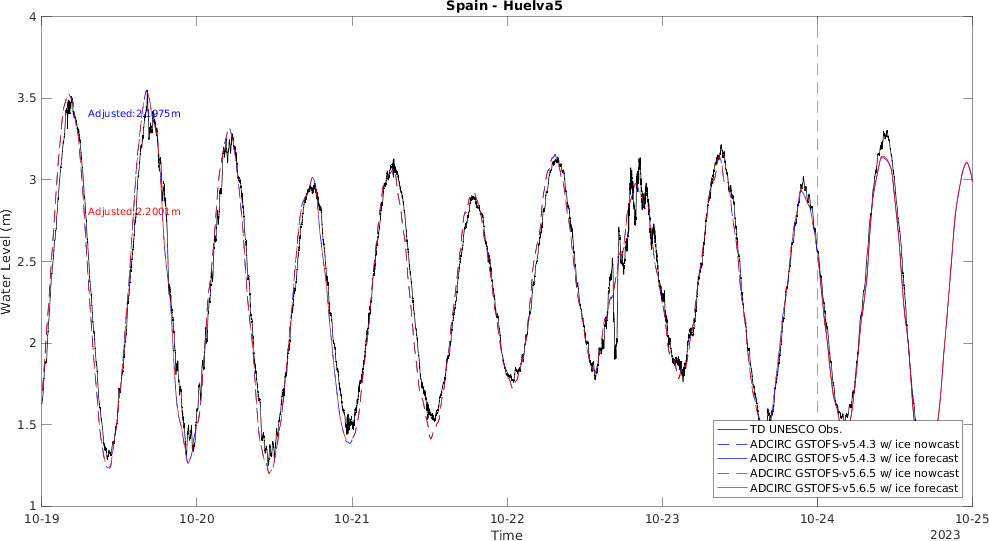 Spain - Huelva5
4
3.5
3
2.5
2
1.5
1
Water Level (m)
Adjusted:2.1975m
Adjusted:2.2001m
TD UNESCO Obs.
ADCIRC GSTOFS-v5.4.3 w/ ice nowcast
ADCIRC GSTOFS-v5.4.3 w/ ice forecast
ADCIRC GSTOFS-v5.6.5 w/ ice nowcast
ADCIRC GSTOFS-v5.6.5 w/ ice forecast
10-19 10-20 10-21 10-22 10-23 10-24 10-25
Time
2023